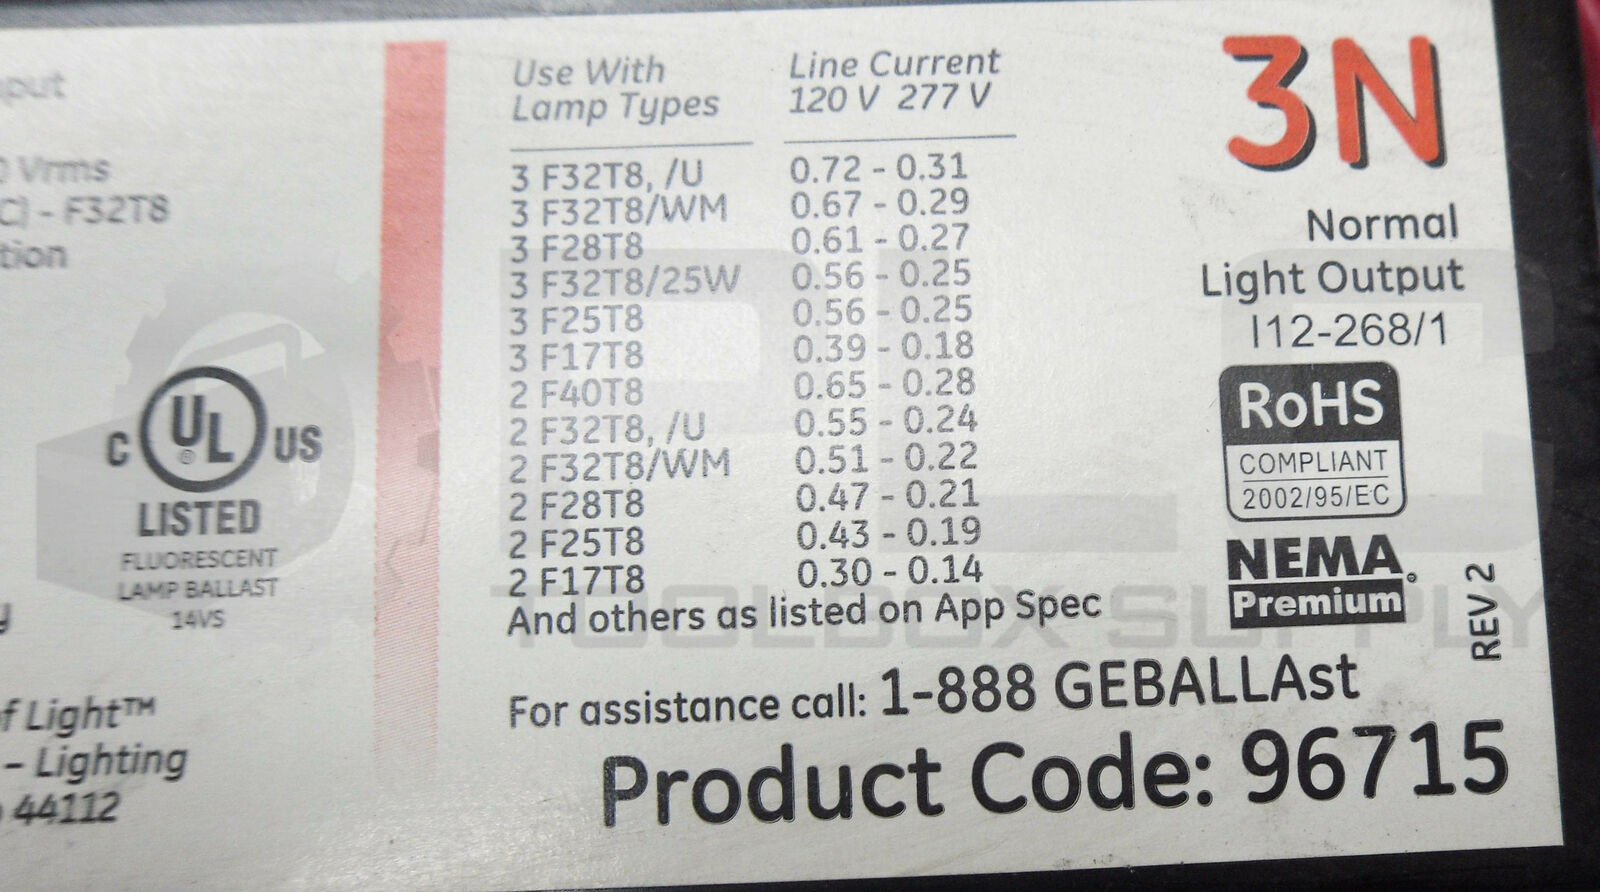 put
Vrms
C) - F32T8
tion
C UL US
®
LISTED
FLUORESCENT
LAMP BALLAST
14VS
y
f Light™
– Lighting
44112
Use With
Lamp Types
Line Current
120 V 277 V
3 F32T8, /U 0.72 - 0.31
3 F32T8/WM 0.67 - 0.29
3 F28T8 0.61 - 0.27
3 F32T8/25W 0.56 - 0.25
3 F25T8 0.56 - 0.25
3 F17T8 0.39 - 0.18
2 F40T8 0.65 - 0.28
2 F32T8, /U 0.55 - 0.24
2 F32T8/WM 0.51 - 0.22
2 F28T8 0.47 - 0.21
2 F25T8 0.43 - 0.19
2 F17T8 0.30 - 0.14
And others as listed on App Spec
For assistance call: 1-888 GEBALLAst
Product Code: 96715
3N
Normal
Light Output
I12-268/1
RoHS
COMPLIANT
2002/95/EC
NEMA®
Premium
REV 2
PLC
TOOLBOX SUPPLY